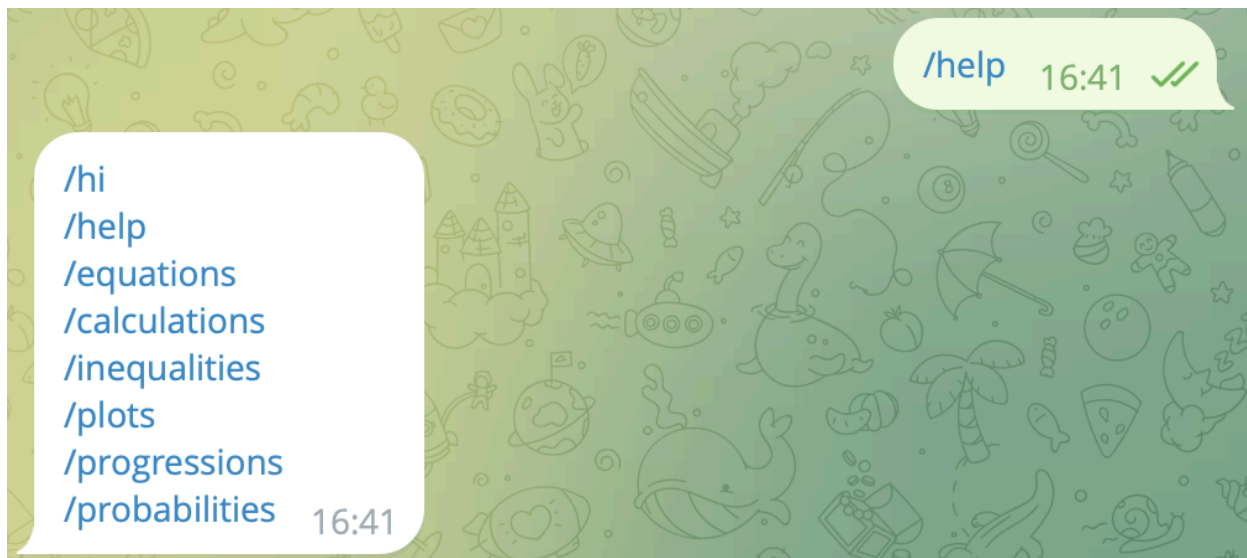 /help 16:41
/hi
/help
/equations
/calculations
/inequalities
/plots
/progressions
/probabilities 16:41